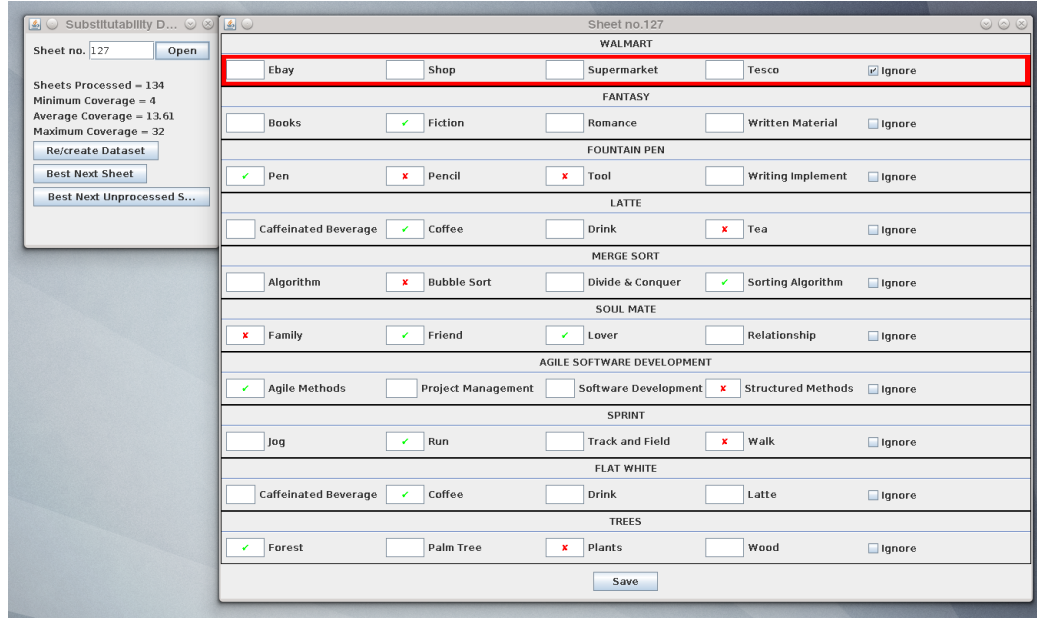 Substitutability D...
Sheet no. 127 Open
Sheets Processed = 134
Minimum Coverage = 4
Average Coverage = 13.61
Maximum Coverage = 32
Re/create Dataset
Best Next Sheet
Best Next Unprocessed S...
Sheet no.127
WALMART
Ebay Shop Supermarket Tesco Ignore
FANTASY
Books Fiction Romance Written Material Ignore
FOUNTAIN PEN
Pen Pencil Tool Writing Implement Ignore
LATTE
Caffeinated Beverage Coffee Drink Tea Ignore
MERGE SORT
Algorithm Bubble Sort Divide & Conquer Sorting Algorithm Ignore
SOUL MATE
Family Friend Lover Relationship Ignore
AGILE SOFTWARE DEVELOPMENT
Agile Methods Project Management Software Development Structured Methods Ignore
SPRINT
Jog Run Track and Field Walk Ignore
FLAT WHITE
Caffeinated Beverage Coffee Drink Latte Ignore
TREES
Forest Palm Tree Plants Wood Ignore
Save